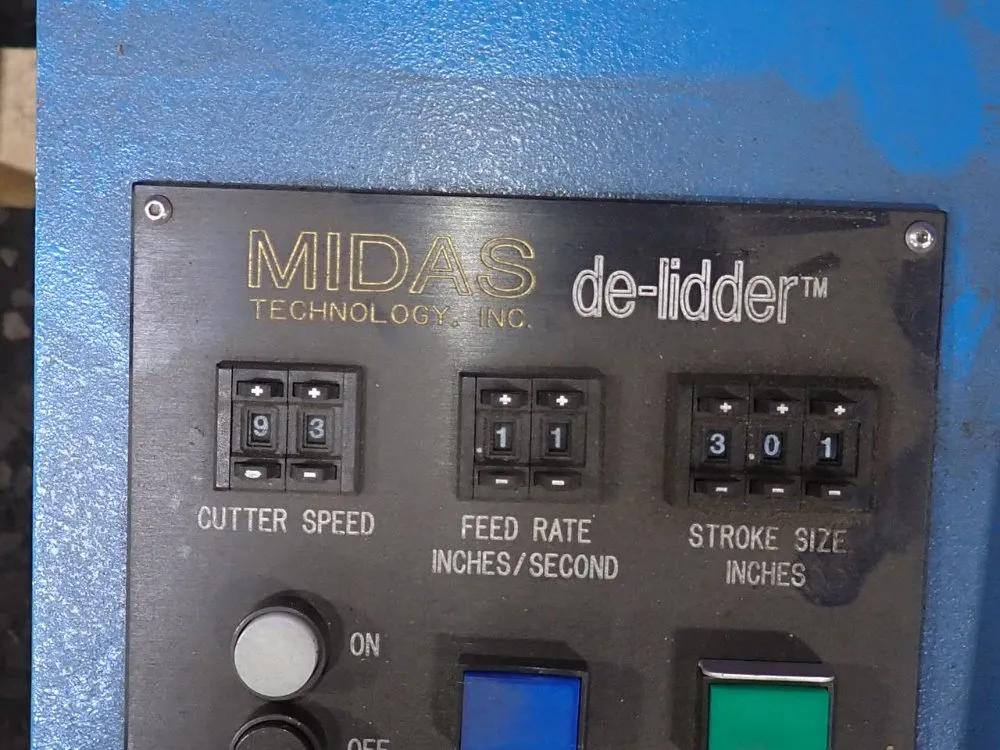 MIDAS
TECHNOLOGY, INC.
de-lidder™
+ +
9 3
- -
CUTTER SPEED
+ +
1 1
- -
FEED RATE
INCHES/SECOND
+ + +
3 0 1
- - -
STROKE SIZE
INCHES
ON
OFF